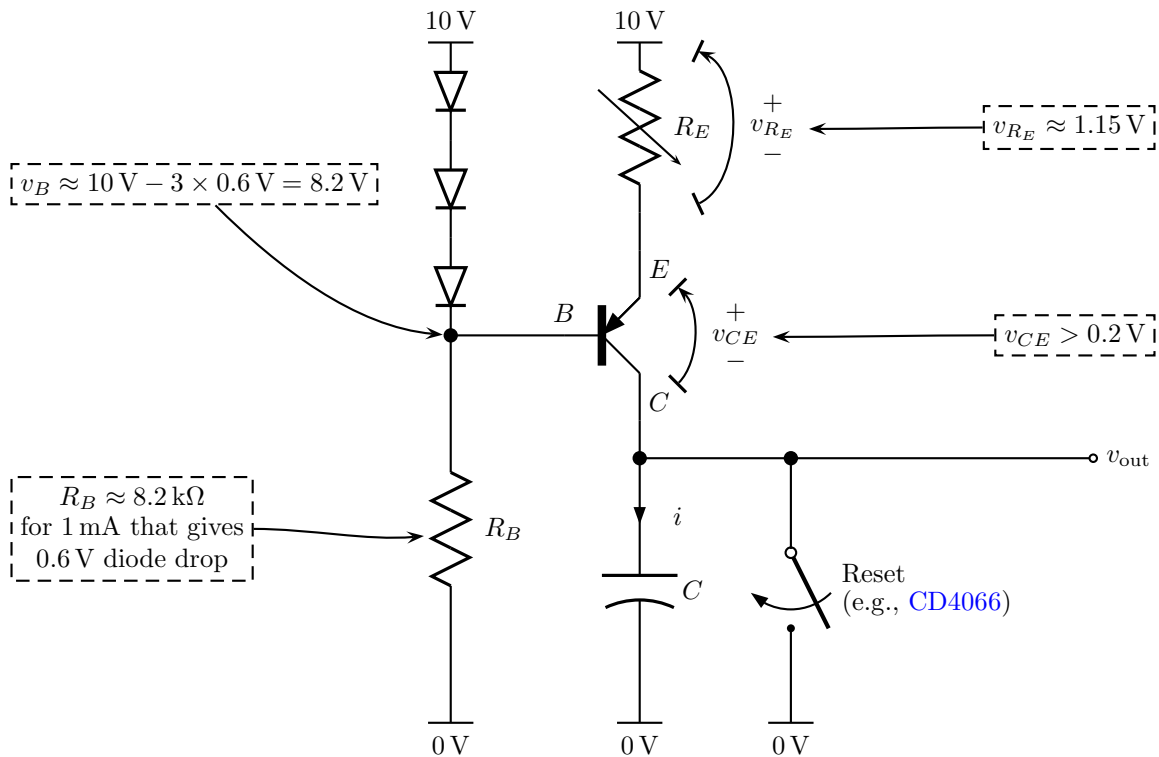 10 V
10 V
+
v_{R_E}
−
R_E
v_{R_E} ≈ 1.15 V
v_B ≈ 10 V − 3 × 0.6 V = 8.2 V
E
B
+
v_{CE}
−
v_{CE} > 0.2 V
C
v_{out}
R_B ≈ 8.2 kΩ
for 1 mA that gives
0.6 V diode drop
R_B
i
C
Reset
(e.g., CD4066)
0 V
0 V
0 V